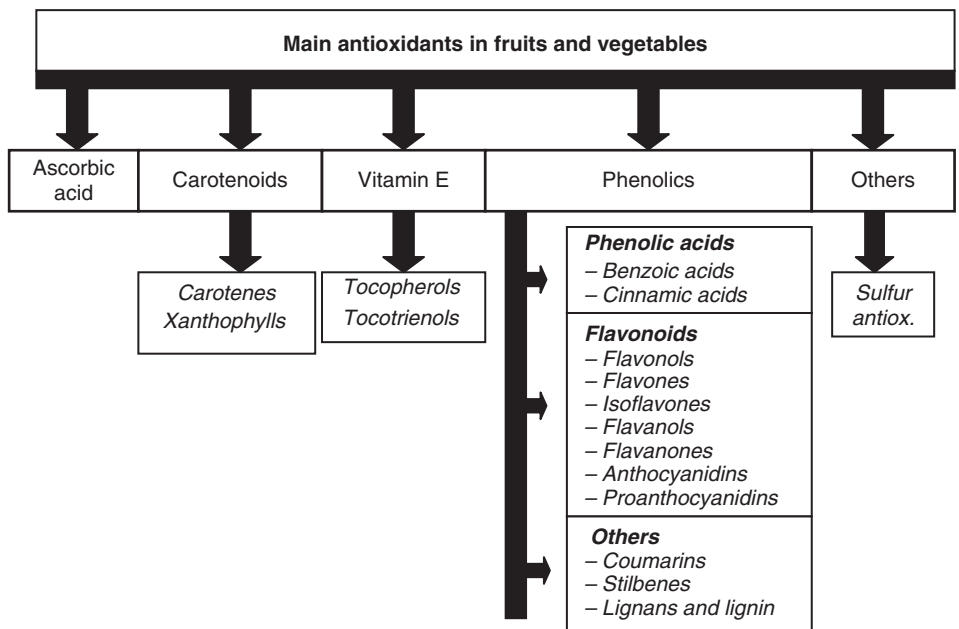 Main antioxidants in fruits and vegetables
Ascorbic
acid
Carotenoids
Vitamin E
Phenolics
Others
Carotenes
Xanthophylls
Tocopherols
Tocotrienols
Phenolic acids
– Benzoic acids
– Cinnamic acids
Flavonoids
– Flavonols
– Flavones
– Isoflavones
– Flavanols
– Flavanones
– Anthocyanidins
– Proanthocyanidins
Others
– Coumarins
– Stilbenes
– Lignans and lignin
Sulfur
antiox.